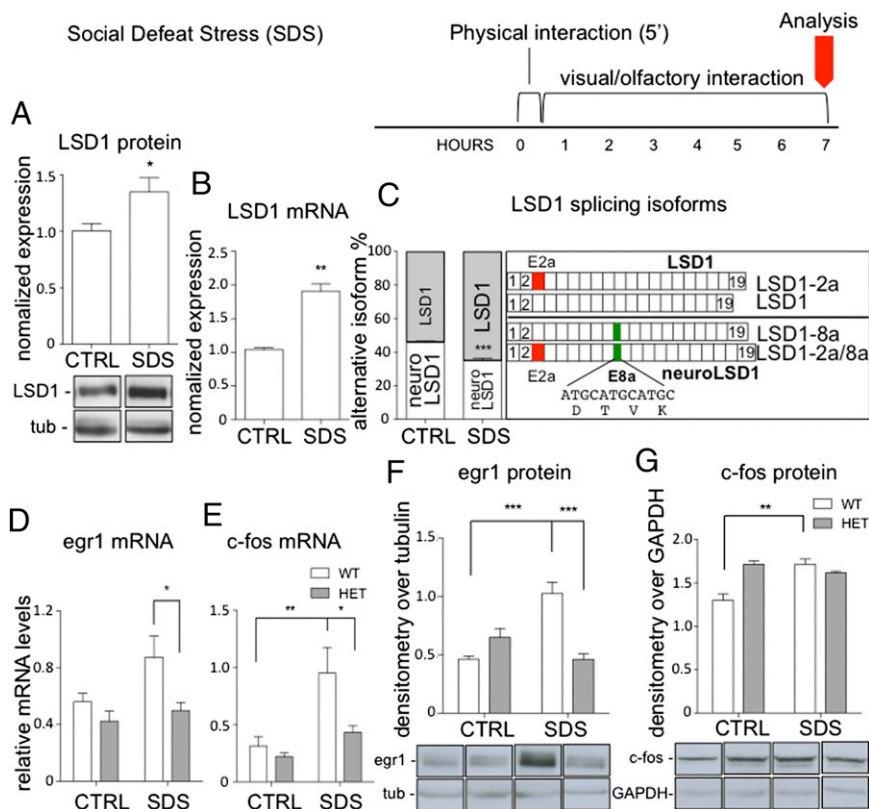 Social Defeat Stress (SDS)
Physical interaction (5')
Analysis
visual/olfactory interaction
HOURS 0 1 2 3 4 5 6 7
A
LSD1 protein
normalized expression
1.5
1.0
0.5
0.0
*
CTRL SDS
LSD1 -
tub -
B
LSD1 mRNA
normalized expression
2.5
2.0
1.5
1.0
0.5
0
**
CTRL SDS
C
LSD1 splicing isoforms
alternative isoform %
100
80
60
40
20
0
LSD1
neuro LSD1
LSD1
***
neuro LSD1
CTRL SDS
E2a LSD1
1 2 19 LSD1-2a
1 2 19 LSD1
1 2 19 LSD1-8a
1 2 19 LSD1-2a/8a
E2a E8a neuroLSD1
ATGCATGCATGC
D T V K
D
egr1 mRNA
relative mRNA levels
1.2
0.8
0.4
0
*
CTRL SDS
E
c-fos mRNA
WT
HET
1.5
1.0
0.5
0
** *
CTRL SDS
F
egr1 protein
densitometry over tubulin
1.5
1.0
0.5
0.0
*** ***
CTRL SDS
egr1 -
tub -
G
c-fos protein
WT
HET
densitometry over GAPDH
2.0
1.5
1.0
0.5
0.0
**
CTRL SDS
c-fos -
GAPDH-